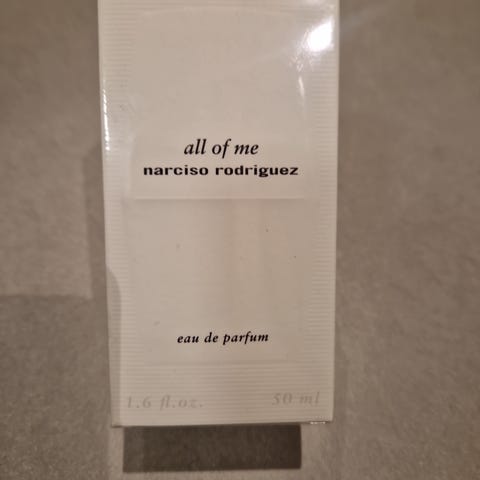 all of me
narciso rodriguez
eau de parfum
1.6 fl.oz. 50 ml